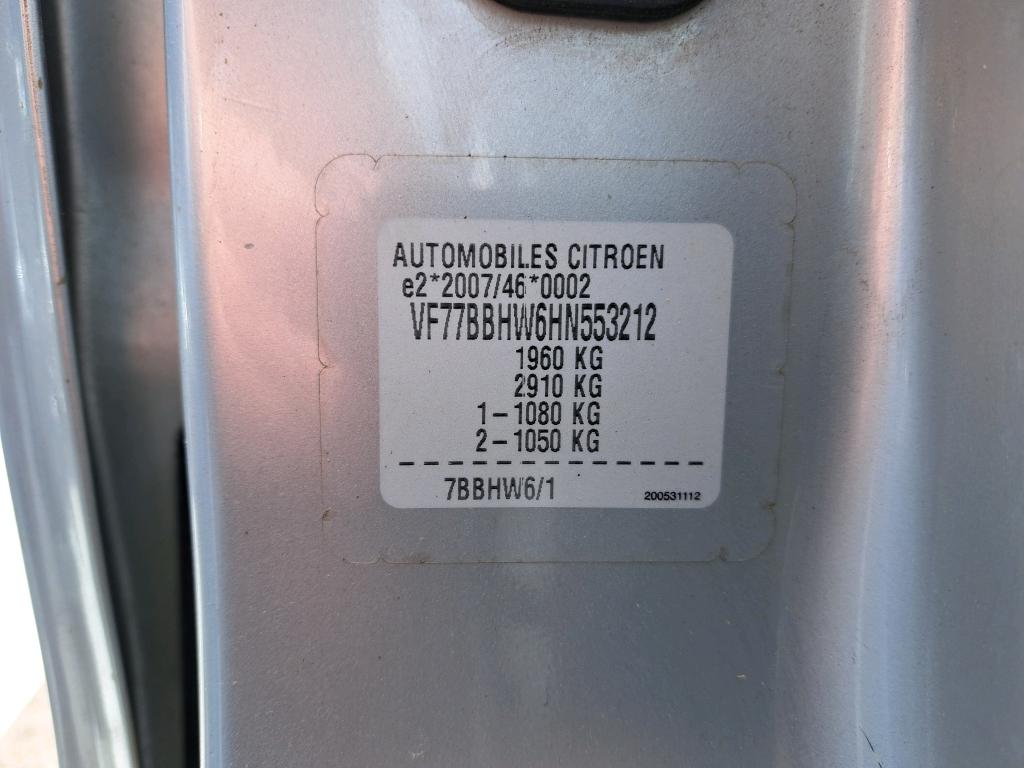 AUTOMOBILES CITROEN
e2*2007/46*0002
VF77BBHW6HN553212
1960 KG
2910 KG
1-1080 KG
2-1050 KG
7BBHW6/1
200531112